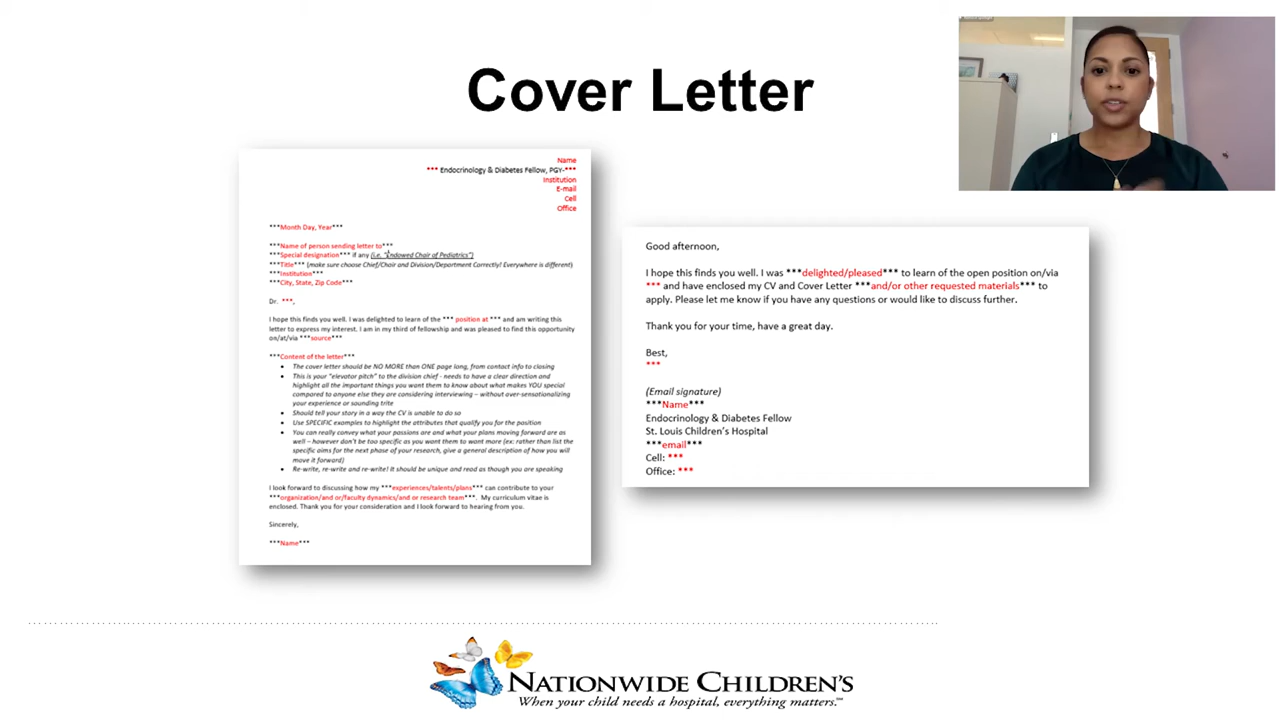 Cover Letter
Name
*** Endocrinology & Diabetes Fellow, PGY-***
Institution
E-mail
Cell
Office
***Month Day, Year***
***Name of person sending letter to***
***Special designation*** if any (i.e. "Endowed Chair of Pediatrics")
***Title*** (make sure choose Chief/Chair and Division/Department Correctly! Everywhere is different)
***Institution***
***City, State, Zip Code***
Dr. ***,
I hope this finds you well. I was delighted to learn of the *** position at *** and am writing this
letter to express my interest. I am in my third of fellowship and was pleased to find this opportunity
on/at/via ***source***
***Content of the letter***
• The cover letter should be NO MORE than ONE page long, from contact info to closing
• This is your "elevator pitch" to the division chief - needs to have a clear direction and
highlight all the important things you want them to know about what makes YOU special
compared to anyone else they are considering interviewing – without over-sensationalizing
your experience or sounding trite
• Should tell your story in a way the CV is unable to do so
• Use SPECIFIC examples to highlight the attributes that qualify you for the position
• You can really convey what your passions are and what your plans moving forward are as
well – however don't be too specific as you want them to want more (ex: rather than list the
specific aims for the next phase of your research, give a general description of how you will
move it forward)
• Re-write, re-write and re-write! It should be unique and read as though you are speaking
I look forward to discussing how my ***experiences/talents/plans*** can contribute to your
***organization/and or/faculty dynamics/and or research team***. My curriculum vitae is
enclosed. Thank you for your consideration and I look forward to hearing from you.
Sincerely,
***Name***
Good afternoon,
I hope this finds you well. I was ***delighted/pleased*** to learn of the open position on/via
*** and have enclosed my CV and Cover Letter ***and/or other requested materials*** to
apply. Please let me know if you have any questions or would like to discuss further.
Thank you for your time, have a great day.
Best,
***
(Email signature)
***Name***
Endocrinology & Diabetes Fellow
St. Louis Children's Hospital
***email***
Cell: ***
Office: ***
NATIONWIDE CHILDREN'S
When your child needs a hospital, everything matters.™